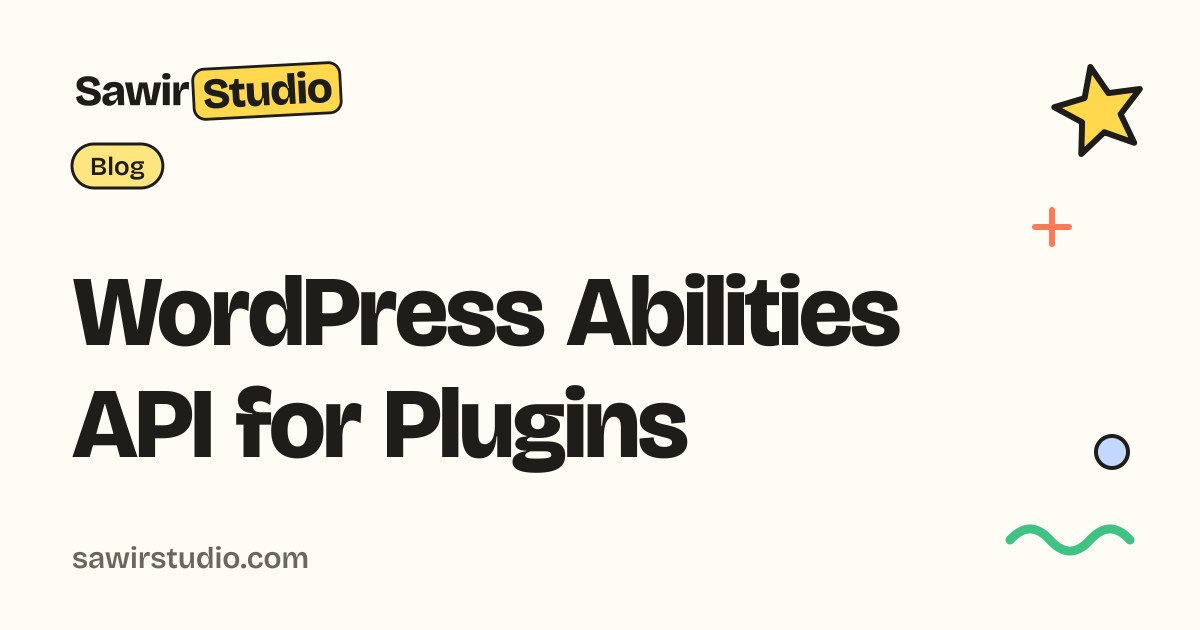 Sawir Studio
Blog
WordPress Abilities
API for Plugins
sawirstudio.com